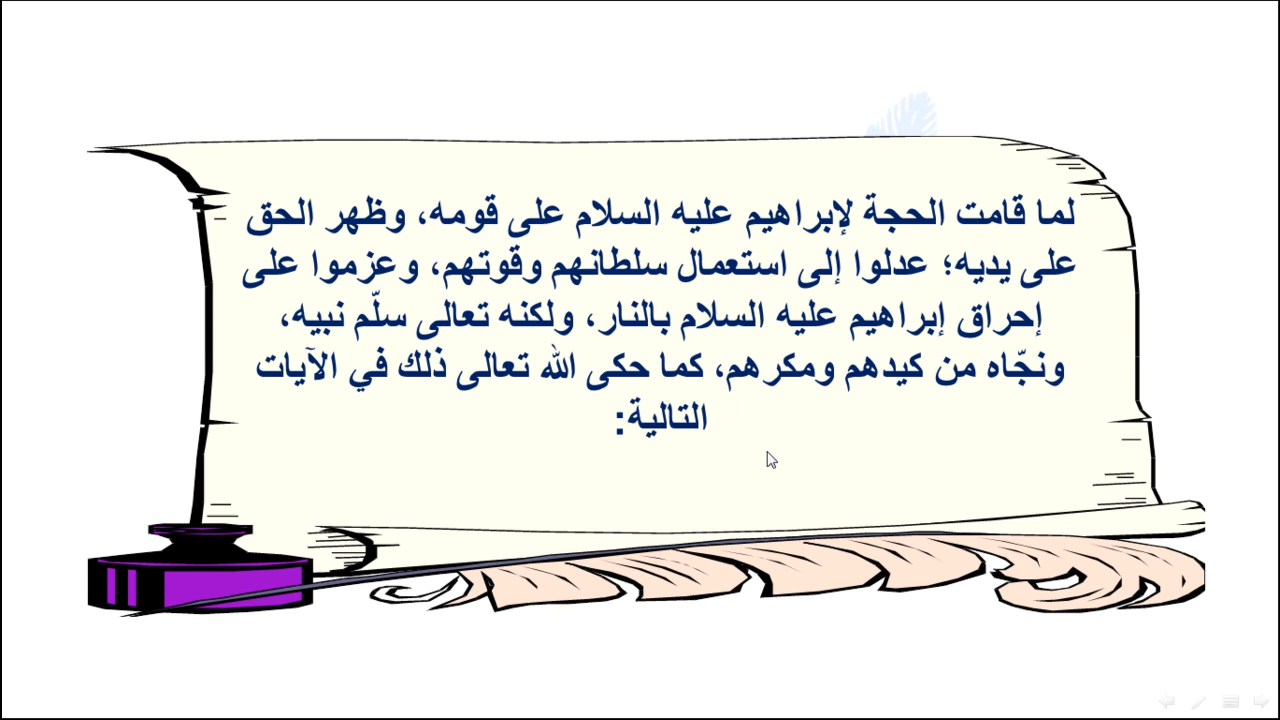 لما قامت الحجة لإبراهيم عليه السلام على قومه، وظهر الحق
على يديه؛ عدلوا إلى استعمال سلطانهم وقوتهم، وعزموا على
إحراق إبراهيم عليه السلام بالنار، ولكنه تعالى سلّم نبيه،
ونجّاه من كيدهم ومكرهم، كما حكى الله تعالى ذلك في الآيات
التالية: